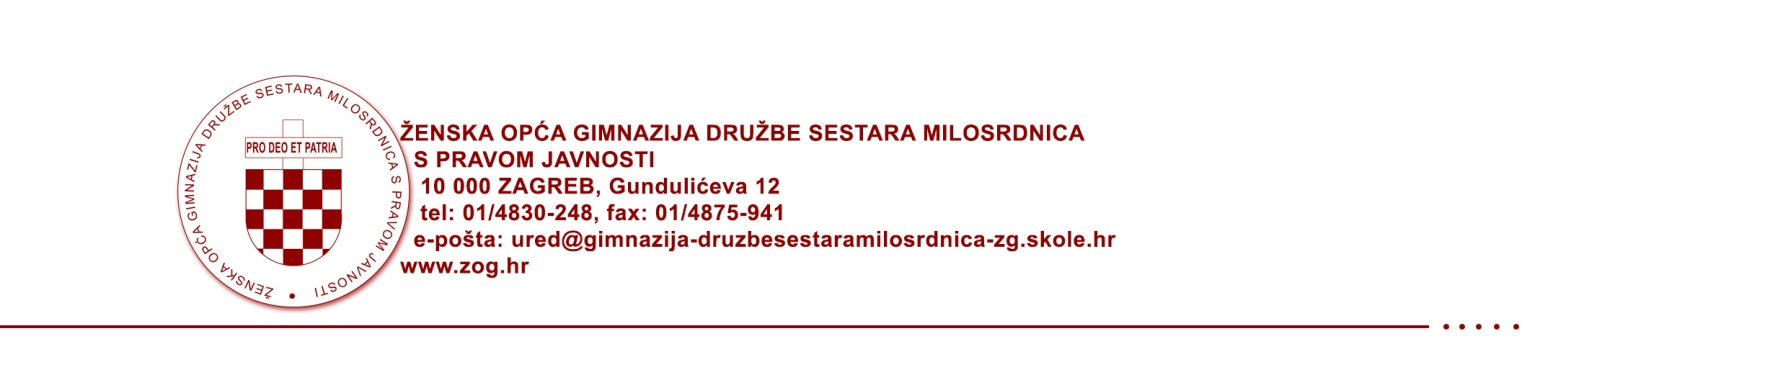 ŽENSKA OPĆA GIMNAZIJA DRUŽBE SESTARA MILOSRDNICA S PRAVOM JAVNOSTI
PRO DEO ET PATRIA
ŽENSKA OPĆA GIMNAZIJA DRUŽBE SESTARA MILOSRDNICA
S PRAVOM JAVNOSTI
10 000 ZAGREB, Gundulićeva 12
tel: 01/4830-248, fax: 01/4875-941
e-pošta: ured@gimnazija-druzbesestaramilosrdnica-zg.skole.hr
www.zog.hr